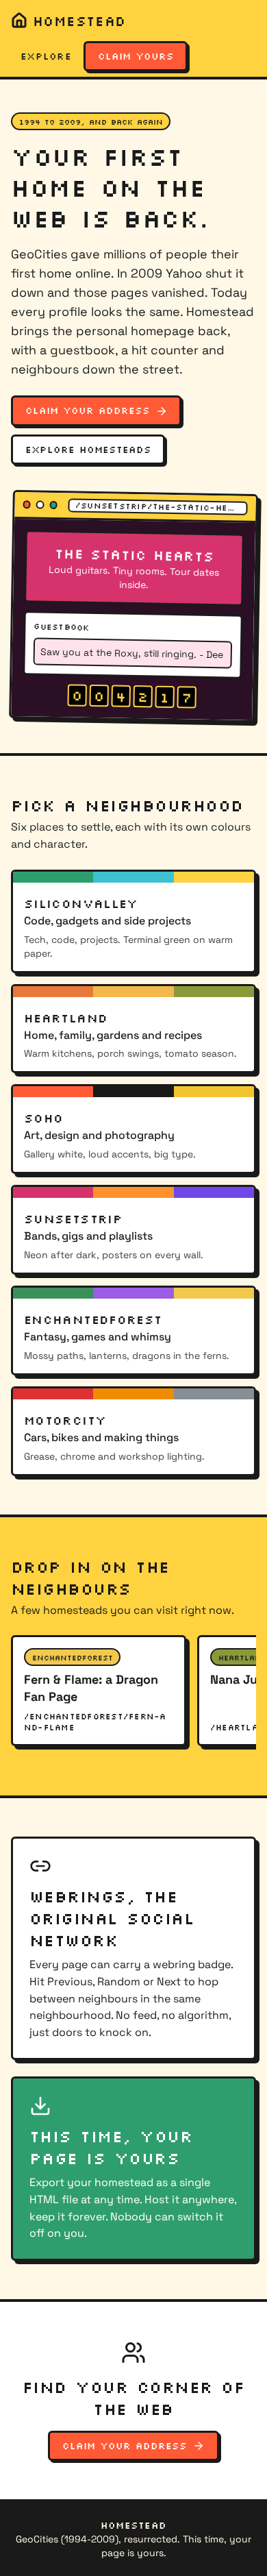 HOMESTEAD
EXPLORE
CLAIM YOURS
1994 TO 2009, AND BACK AGAIN
YOUR FIRST
HOME ON THE
WEB IS BACK.
GeoCities gave millions of people their
first home online. In 2009 Yahoo shut it
down and those pages vanished. Today
every profile looks the same. Homestead
brings the personal homepage back,
with a guestbook, a hit counter and
neighbours down the street.
CLAIM YOUR ADDRESS →
EXPLORE HOMESTEADS
/SUNSETSTRIP/THE-STATIC-HE...
THE STATIC HEARTS
Loud guitars. Tiny rooms. Tour dates
inside.
GUESTBOOK
Saw you at the Roxy, still ringing. - Dee
004217
PICK A NEIGHBOURHOOD
Six places to settle, each with its own colours
and character.
SILICONVALLEY
Code, gadgets and side projects
Tech, code, projects. Terminal green on warm
paper.
HEARTLAND
Home, family, gardens and recipes
Warm kitchens, porch swings, tomato season.
SOHO
Art, design and photography
Gallery white, loud accents, big type.
SUNSETSTRIP
Bands, gigs and playlists
Neon after dark, posters on every wall.
ENCHANTEDFOREST
Fantasy, games and whimsy
Mossy paths, lanterns, dragons in the ferns.
MOTORCITY
Cars, bikes and making things
Grease, chrome and workshop lighting.
DROP IN ON THE
NEIGHBOURS
A few homesteads you can visit right now.
ENCHANTEDFOREST
Fern & Flame: a Dragon
Fan Page
/ENCHANTEDFOREST/FERN-A
ND-FLAME
HEARTLA
Nana Ju
/HEARTLA
WEBRINGS, THE
ORIGINAL SOCIAL
NETWORK
Every page can carry a webring badge.
Hit Previous, Random or Next to hop
between neighbours in the same
neighbourhood. No feed, no algorithm,
just doors to knock on.
THIS TIME, YOUR
PAGE IS YOURS
Export your homestead as a single
HTML file at any time. Host it anywhere,
keep it forever. Nobody can switch it
off on you.
FIND YOUR CORNER OF
THE WEB
CLAIM YOUR ADDRESS →
HOMESTEAD
GeoCities (1994-2009), resurrected. This time, your
page is yours.